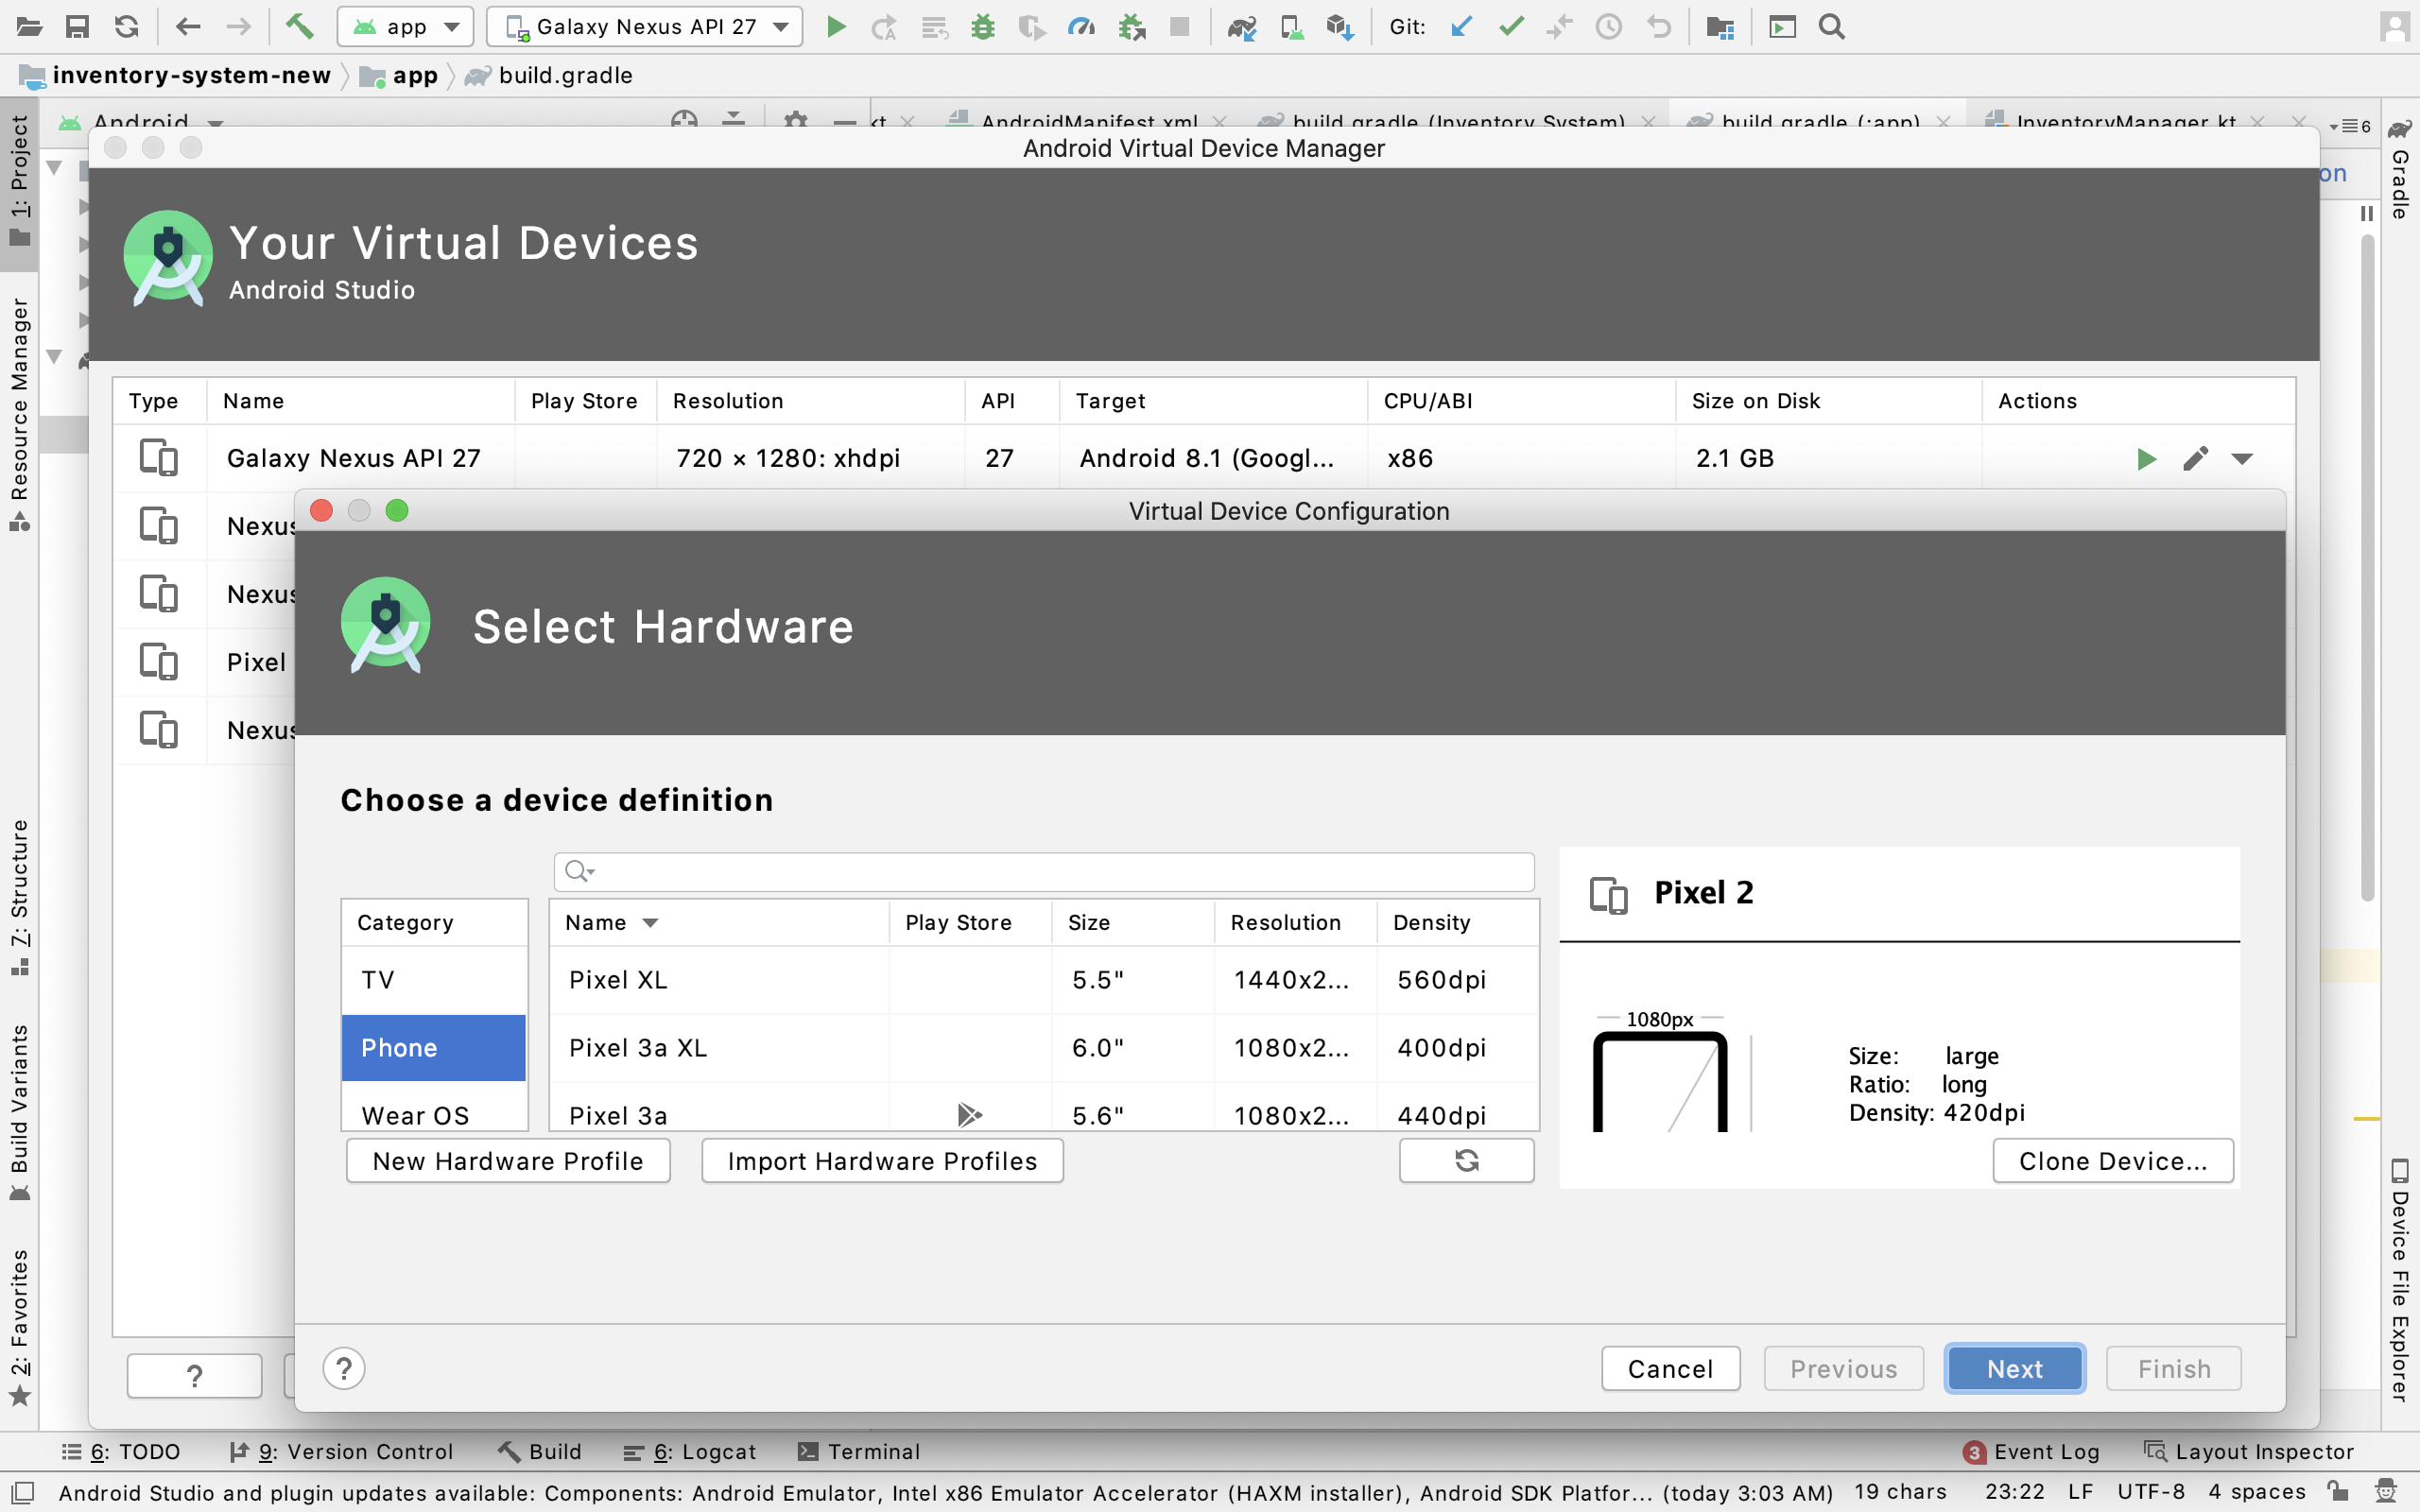 app
Galaxy Nexus API 27
Git:
inventory-system-new
app
build.gradle
1: Project
Resource Manager
7: Structure
Build Variants
2: Favorites
Android
kt
AndroidManifest.xml
build.gradle (Inventory System)
build.gradle (:app)
InventoryManager.kt
6
Gradle
Device File Explorer
on
Android Virtual Device Manager
Your Virtual Devices
Android Studio
Type Name Play Store Resolution API Target CPU/ABI Size on Disk Actions
Galaxy Nexus API 27 720 × 1280: xhdpi 27 Android 8.1 (Googl... x86 2.1 GB
Nexus
Nexus
Pixel
Nexus
?
Virtual Device Configuration
Select Hardware
Choose a device definition
Category
TV
Phone
Wear OS
Name Play Store Size Resolution Density
Pixel XL 5.5" 1440x2... 560dpi
Pixel 3a XL 6.0" 1080x2... 400dpi
Pixel 3a 5.6" 1080x2... 440dpi
New Hardware Profile
Import Hardware Profiles
Pixel 2
1080px
Size: large
Ratio: long
Density: 420dpi
Clone Device...
?
Cancel
Previous
Next
Finish
6: TODO
9: Version Control
Build
6: Logcat
Terminal
3 Event Log
Layout Inspector
Android Studio and plugin updates available: Components: Android Emulator, Intel x86 Emulator Accelerator (HAXM installer), Android SDK Platfor... (today 3:03 AM)
19 chars
23:22
LF
UTF-8
4 spaces